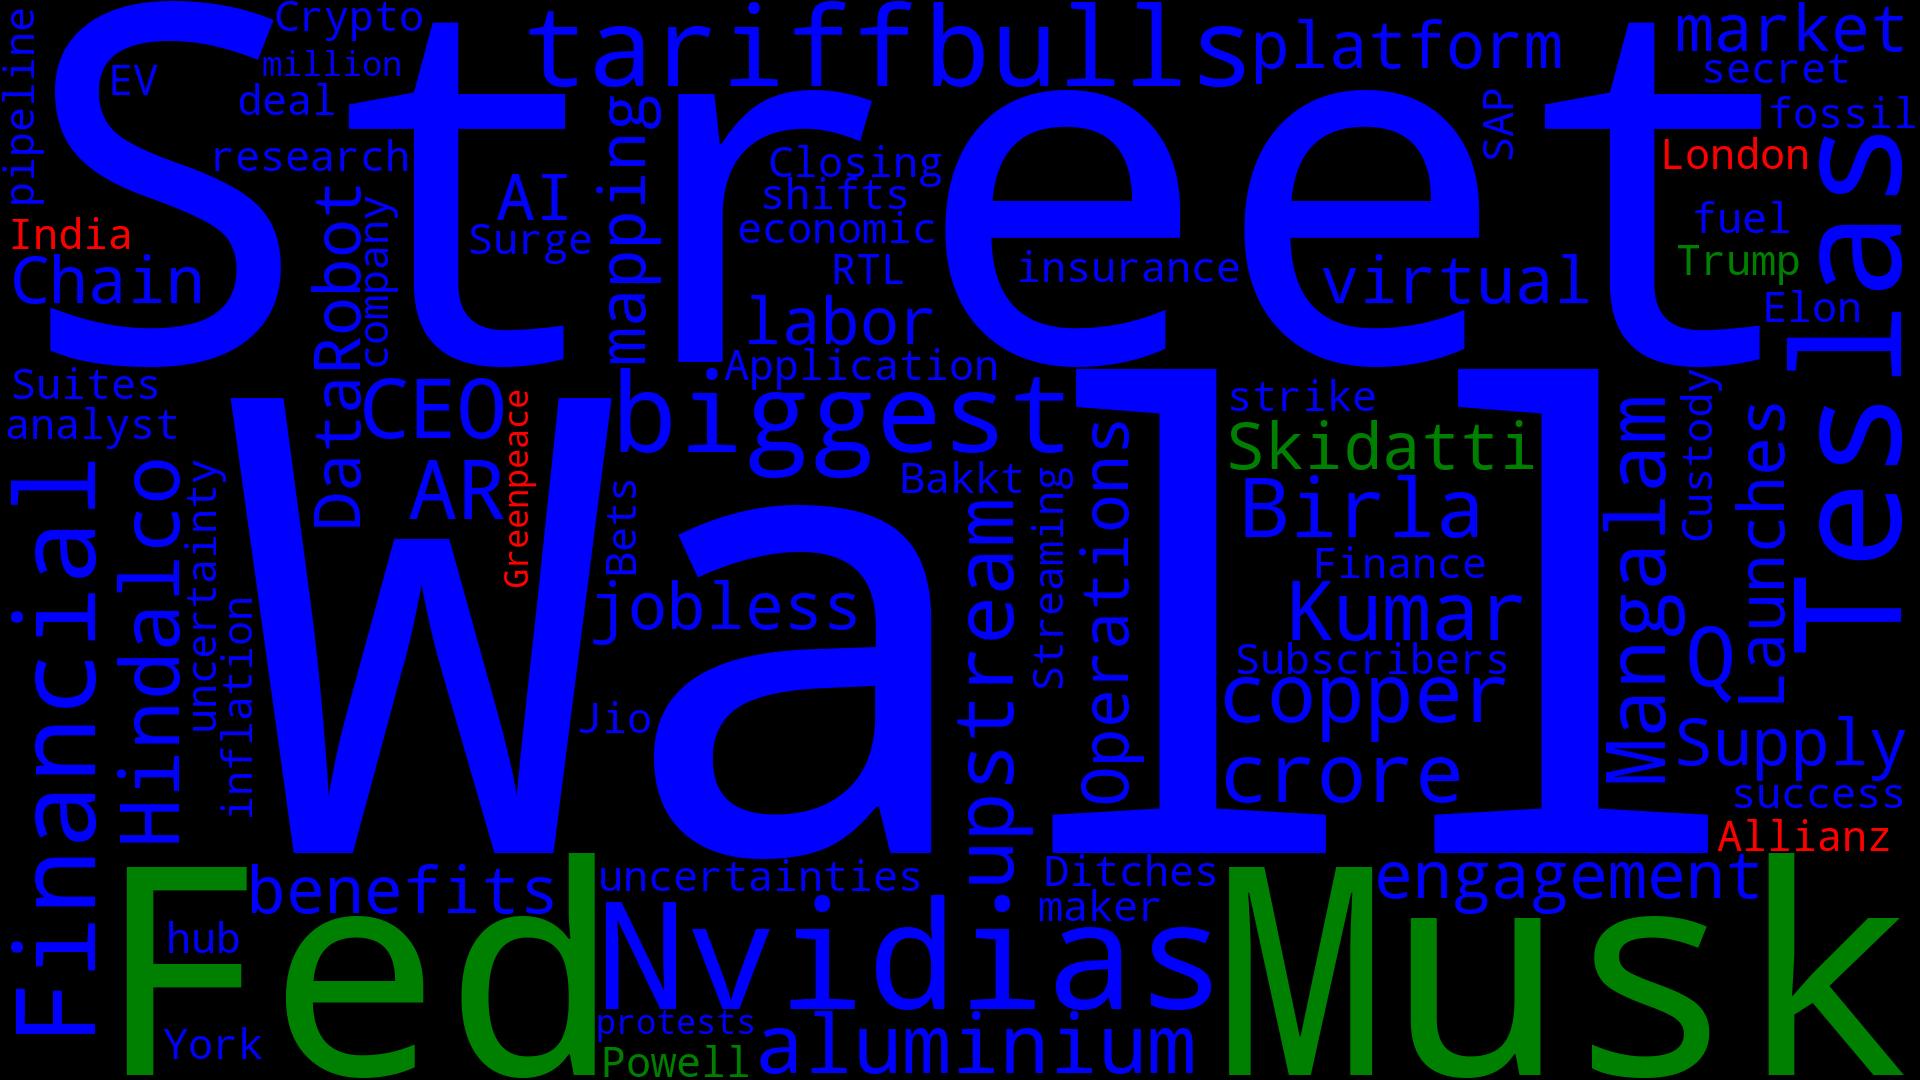 Crypto
tariff
bulls
platform
market
pipeline
EV
million
deal
secret
SAP
fossil
Street
research
mapping
Closing
London
India
AI
shifts
fuel
DataRobot
company
Surge
economic
Trump
Chain
RTL
insurance
virtual
Elon
labor
Teslas
Suites
CEO
Application
analyst
Greenpeace
biggest
strike
Custody
Skidatti
Mangalam
Launches
Financial
Hindalco
uncertainty
AR
Bakkt
Bets
Streaming
Operations
Birla
Wall
Finance
inflation
jobless
upstream
Kumar
Q
Subscribers
Jio
copper
Supply
crore
success
Allianz
Fed
benefits
uncertainties
Ditches
engagement
maker
hub
Nvidias
Musk
York
protests
Powell
aluminium